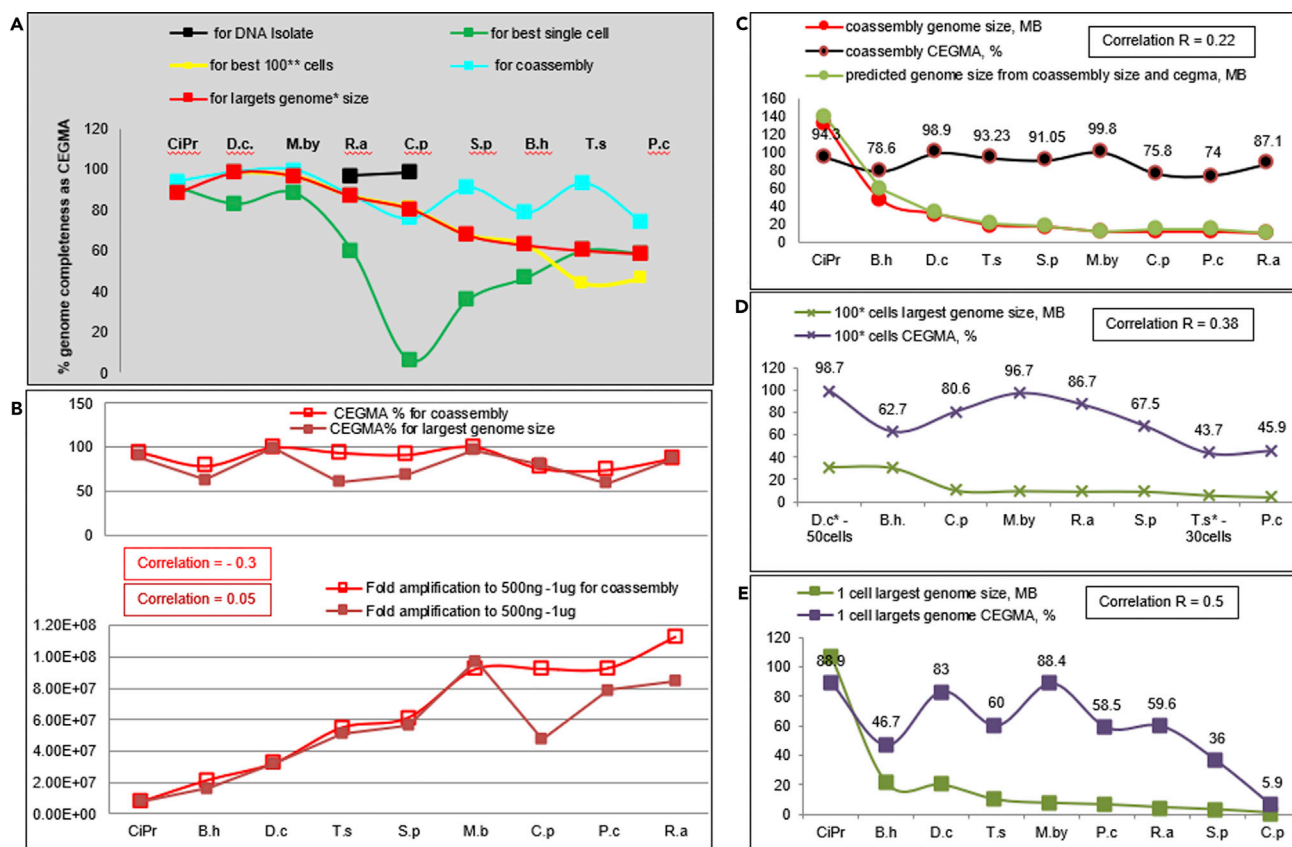 A
for DNA Isolate
for best single cell
for best 100** cells
for coassembly
for largets genome* size
% genome completeness as CEGMA
120
100
80
60
40
20
0
CiPr D.c. M.by R.a C.p S.p B.h T.s P.c
B
150
100
50
0
CEGMA % for coassembly
CEGMA% for largest genome size
Correlation = - 0.3
Correlation = 0.05
Fold amplification to 500ng -1ug for coassembly
Fold amplification to 500ng -1ug
1.20E+08
1.00E+08
8.00E+07
6.00E+07
4.00E+07
2.00E+07
0.00E+00
CiPr B.h D.c T.s S.p M.b C.p P.c R.a
C
coassembly genome size, MB
coassembly CEGMA, %
predicted genome size from coassembly size and cegma, MB
Correlation R = 0.22
160
140
120
100
80
60
40
20
0
94.3 78.6 98.9 93.23 91.05 99.8 75.8 74 87.1
CiPr B.h D.c T.s S.p M.by C.p P.c R.a
D
100* cells largest genome size, MB
100* cells CEGMA, %
Correlation R = 0.38
120
100
80
60
40
20
0
98.7 62.7 80.6 96.7 86.7 67.5 43.7 45.9
D.c* - B.h. C.p M.by R.a S.p T.s* - P.c
50cells 30cells
E
1 cell largest genome size, MB
1 cell largets genome CEGMA, %
Correlation R = 0.5
120
100
80
60
40
20
0
88.9 46.7 83 60 88.4 58.5 59.6 36 5.9
CiPr B.h D.c T.s M.by P.c R.a S.p C.p